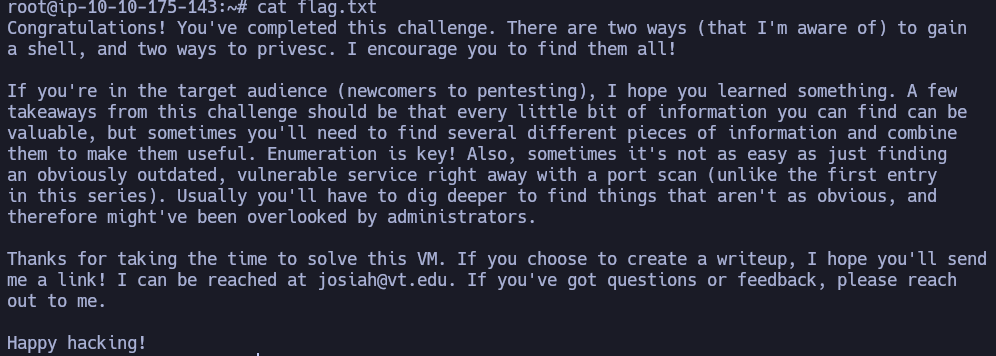 root@ip-10-10-175-143:~# cat flag.txt
Congratulations! You've completed this challenge. There are two ways (that I'm aware of) to gain
a shell, and two ways to privesc. I encourage you to find them all!
If you're in the target audience (newcomers to pentesting), I hope you learned something. A few
takeaways from this challenge should be that every little bit of information you can find can be
valuable, but sometimes you'll need to find several different pieces of information and combine
them to make them useful. Enumeration is key! Also, sometimes it's not as easy as just finding
an obviously outdated, vulnerable service right away with a port scan (unlike the first entry
in this series). Usually you'll have to dig deeper to find things that aren't as obvious, and
therefore might've been overlooked by administrators.
Thanks for taking the time to solve this VM. If you choose to create a writeup, I hope you'll send
me a link! I can be reached at josiah@vt.edu. If you've got questions or feedback, please reach
out to me.
Happy hacking!